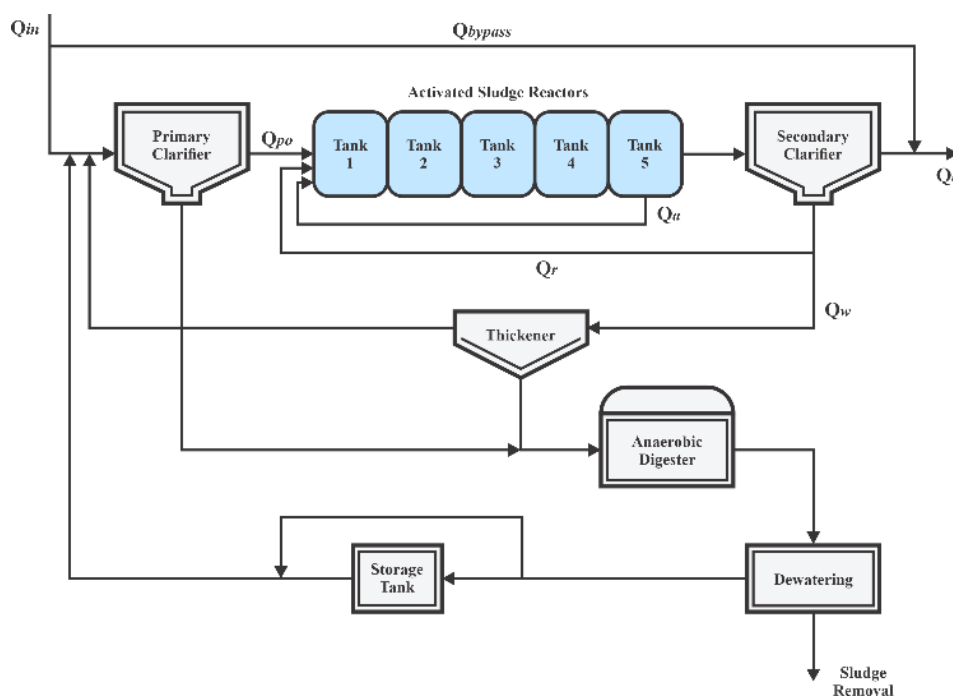 Qin
Qbypass
Activated Sludge Reactors
Primary
Clarifier
Qpo
Tank
1
Tank
2
Tank
3
Tank
4
Tank
5
Secondary
Clarifier
Qa
Qr
Qw
Thickener
Anaerobic
Digester
Storage
Tank
Dewatering
Sludge
Removal